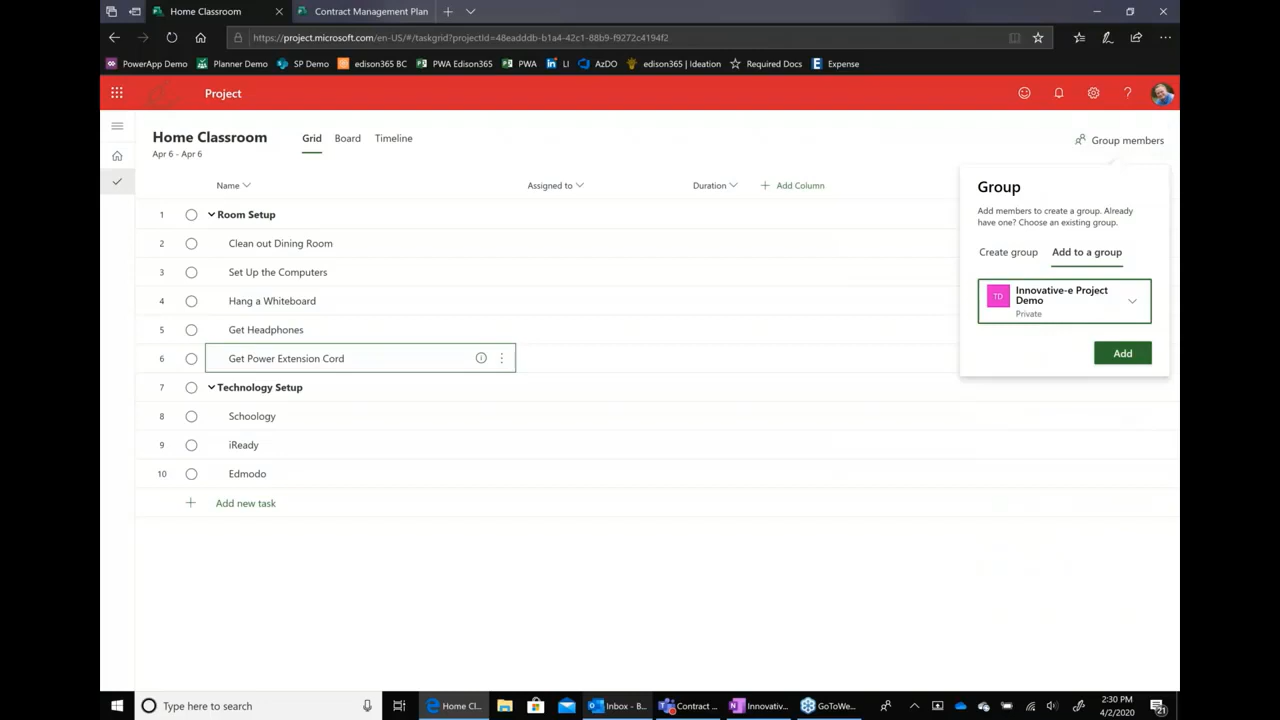 Home Classroom
Contract Management Plan
https://project.microsoft.com/en-US/#/taskgrid?projectId=48eadddb-b1a4-42c1-88b9-f9272c4194f2
PowerApp Demo
Planner Demo
SP Demo
edison365 BC
PWA Edison365
PWA
LI
AzDO
edison365 | Ideation
Required Docs
Expense
Project
Home Classroom
Apr 6 - Apr 6
Grid
Board
Timeline
Group members
Name
Assigned to
Duration
Add Column
1
Room Setup
2
Clean out Dining Room
3
Set Up the Computers
4
Hang a Whiteboard
5
Get Headphones
6
Get Power Extension Cord
7
Technology Setup
8
Schoology
9
iReady
10
Edmodo
Add new task
Group
Add members to create a group. Already
have one? Choose an existing group.
Create group
Add to a group
TD
Innovative-e Project
Demo
Private
Add
Type here to search
Home Cl...
Inbox - B...
Contract ...
Innovativ...
GoToWe...
2:30 PM
4/2/2020
21